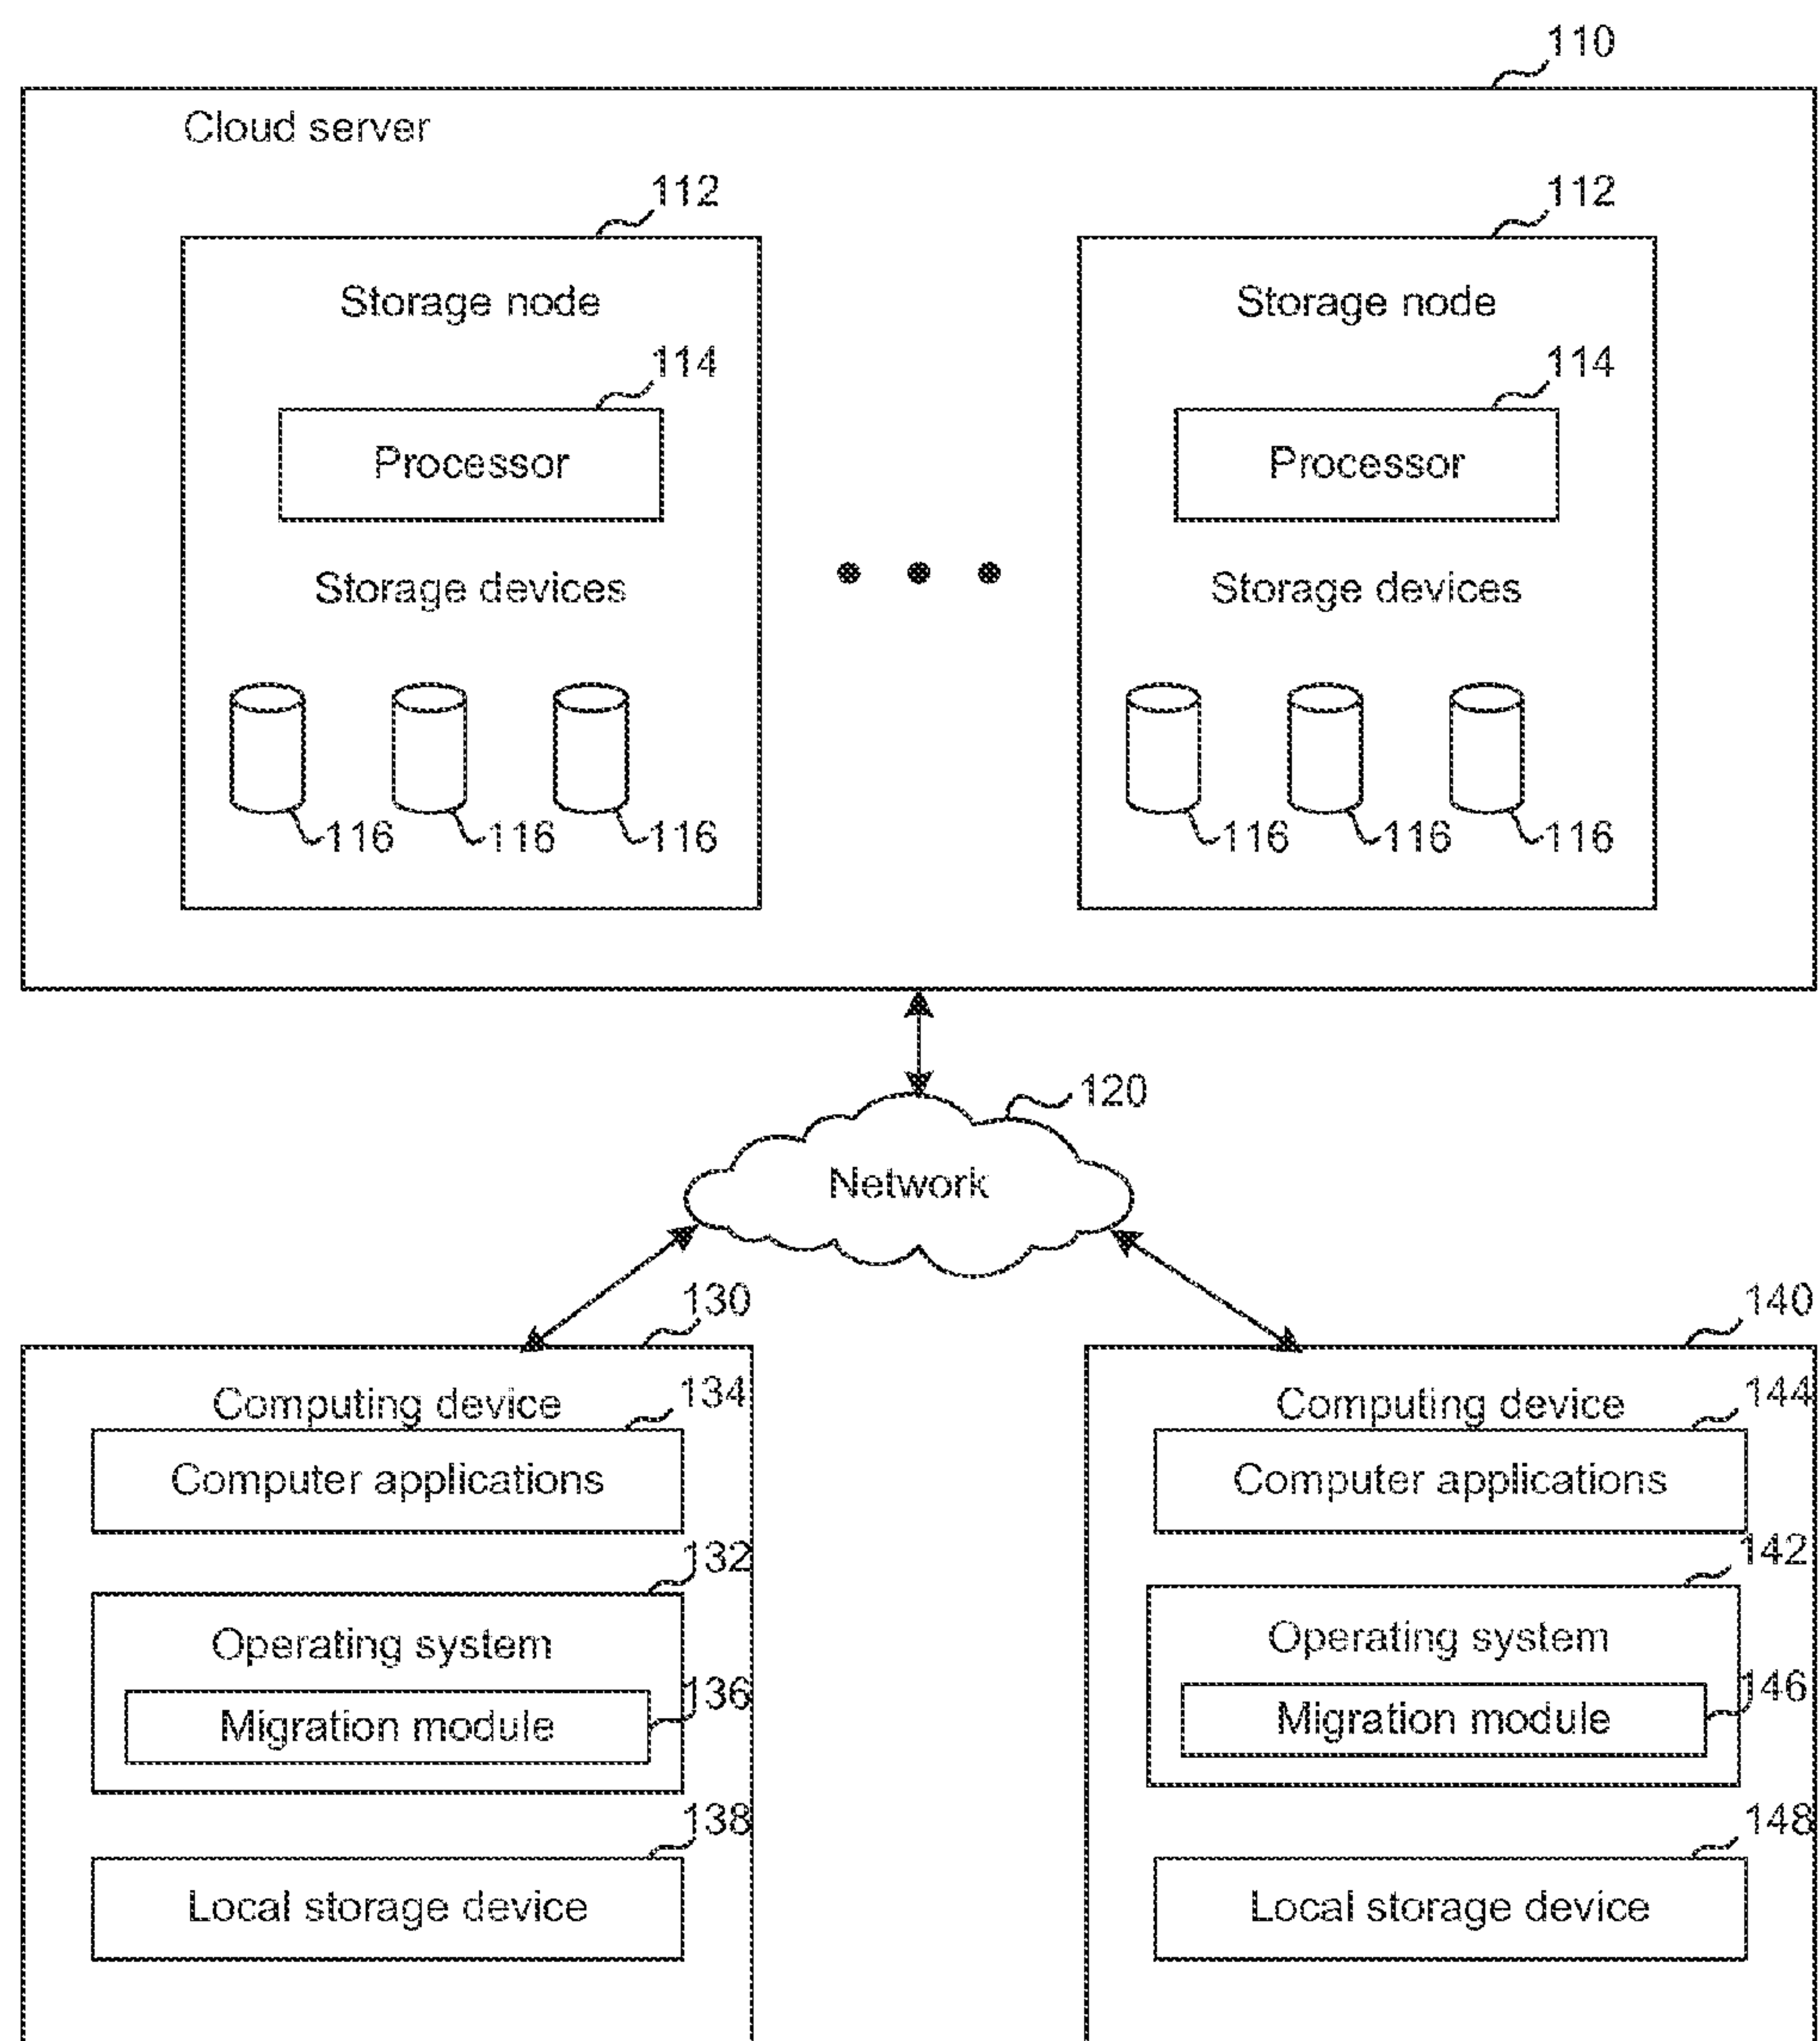 110
Cloud server
112 112
Storage node Storage node
114 114
Processor Processor
Storage devices Storage devices
116 116 116 116 116 116
120
Network
130 140
Computing device 134 Computing device 144
Computer applications Computer applications
132 142
Operating system Operating system
136 146
Migration module Migration module
138 148
Local storage device Local storage device